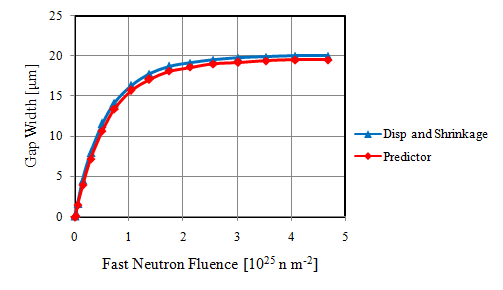 25
20
15
10
5
0
Gap Width [µm]
0 1 2 3 4 5
Fast Neutron Fluence [10²⁵ n m⁻²]
Disp and Shrinkage
Predictor